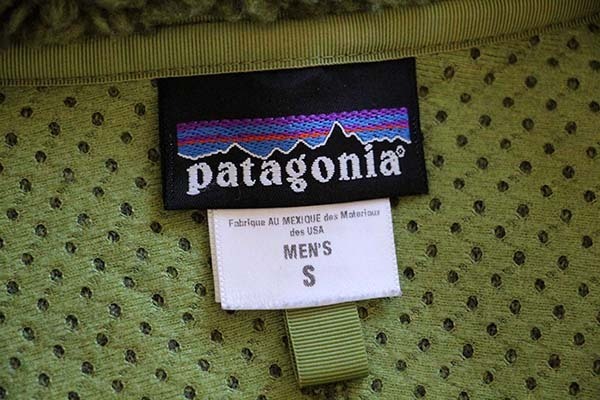 patagonia®
Fabrique AU MEXIQUE des Materiaux
des USA
MEN'S
S